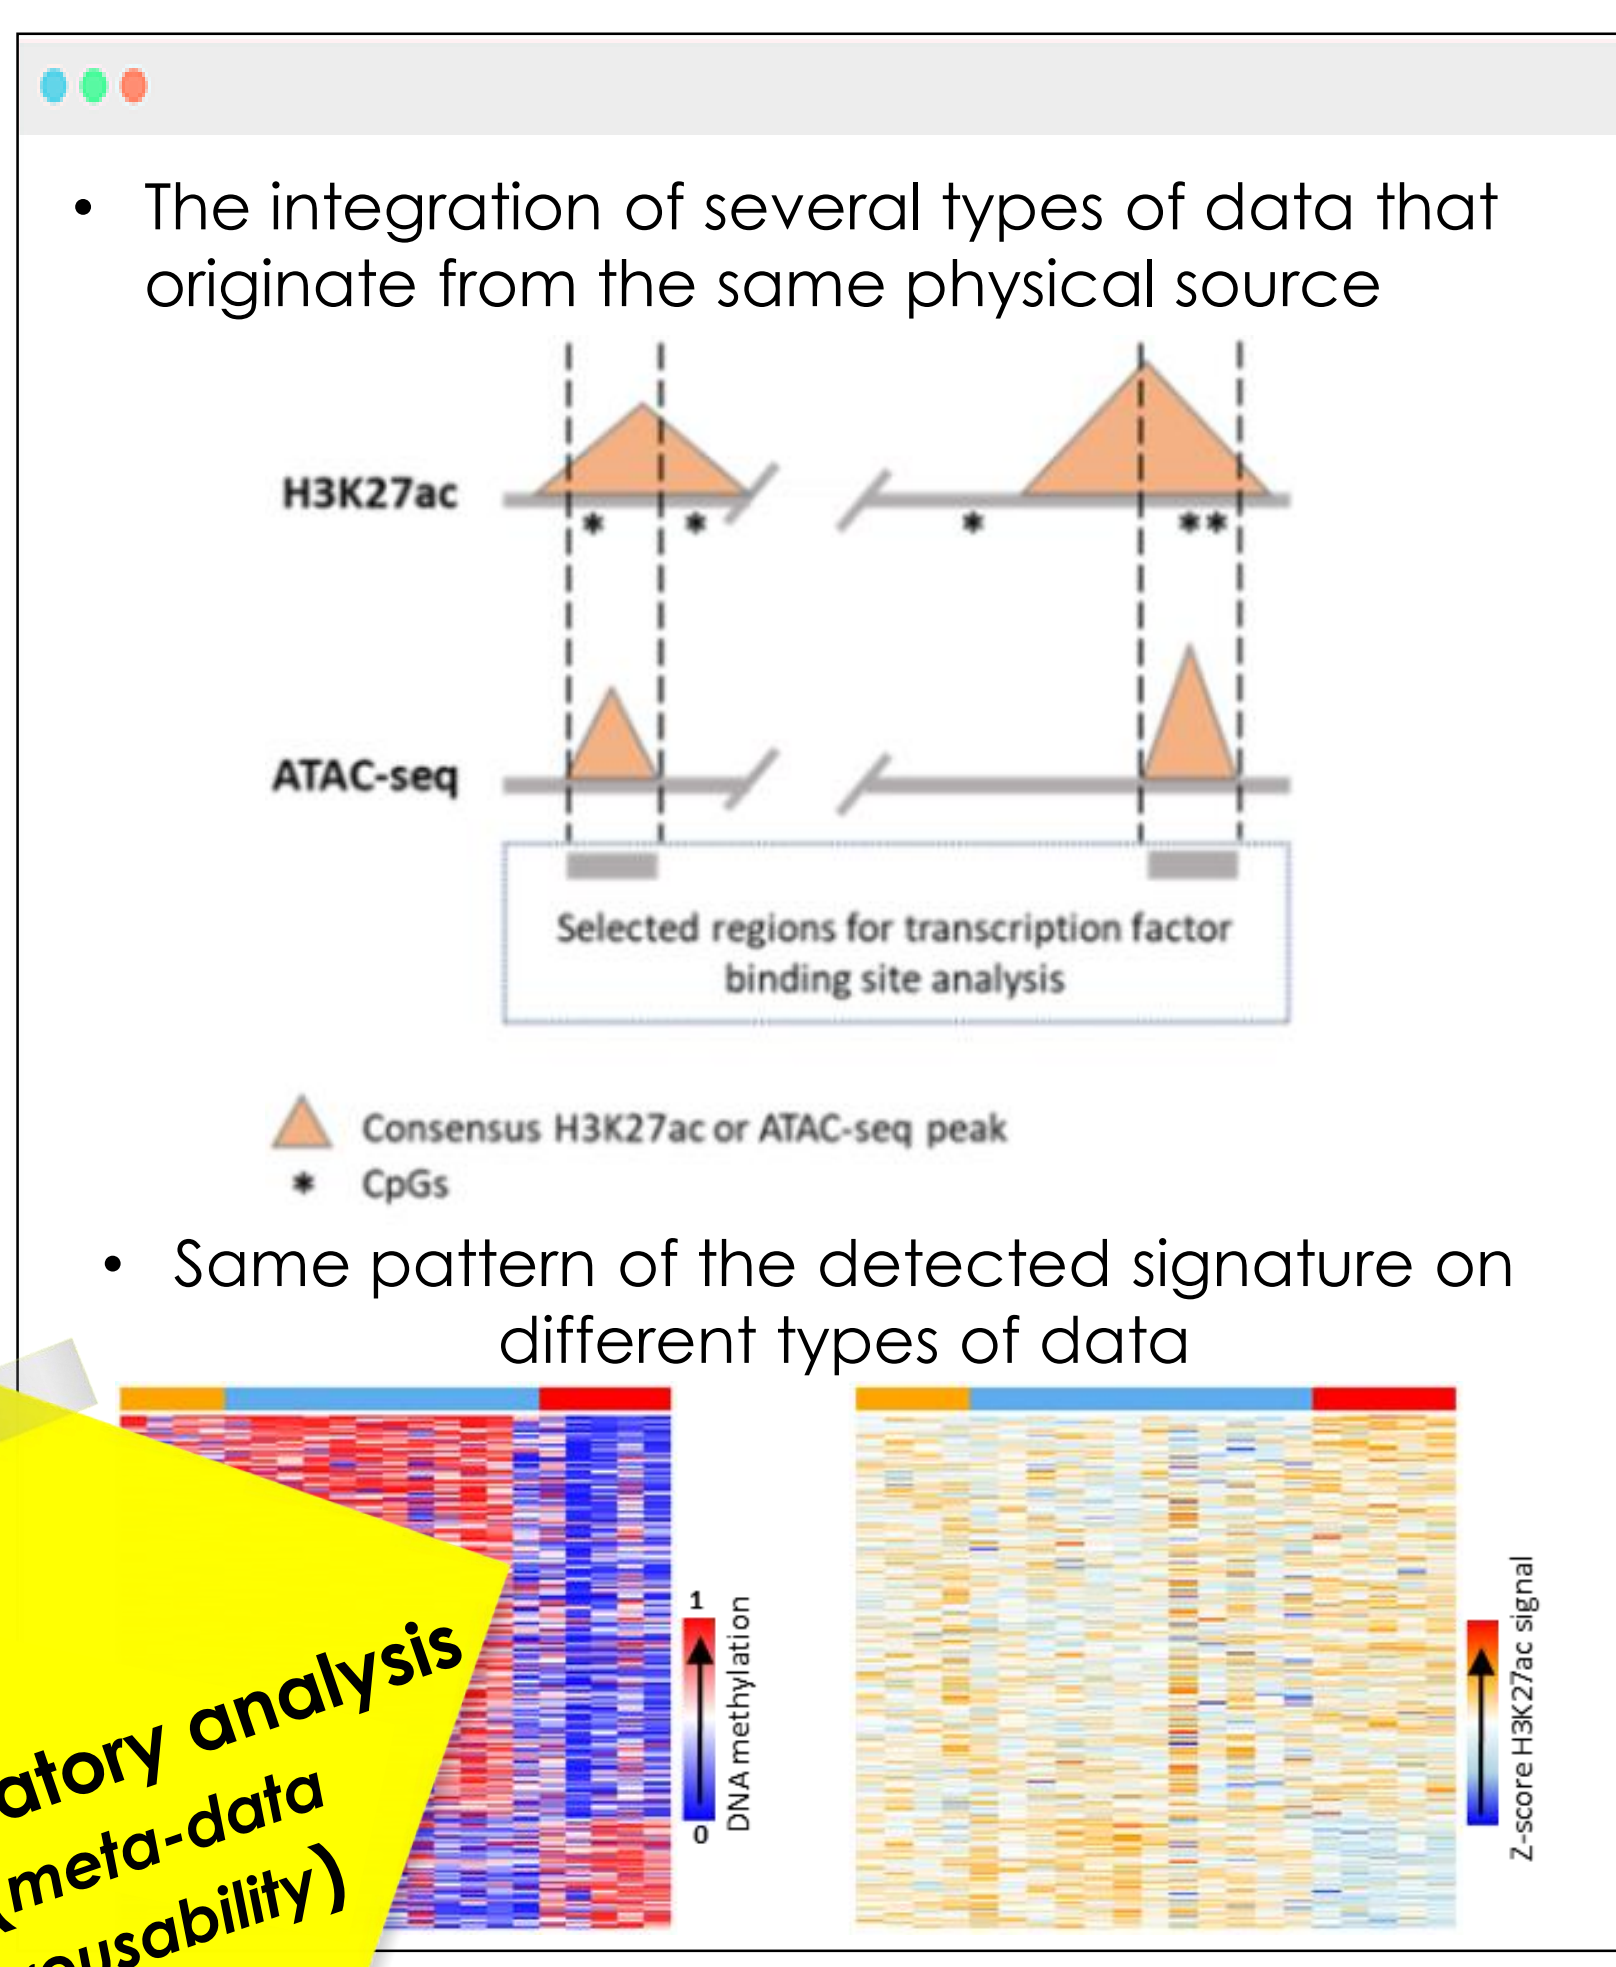 • The integration of several types of data that
originate from the same physical source
H3K27ac
* * * **
ATAC-seq
Selected regions for transcription factor
binding site analysis
Consensus H3K27ac or ATAC-seq peak
* CpGs
• Same pattern of the detected signature on
different types of data
1
DNA methylation
0
Z-score H3K27ac signal
atory analysis
(meta-data
eusability)